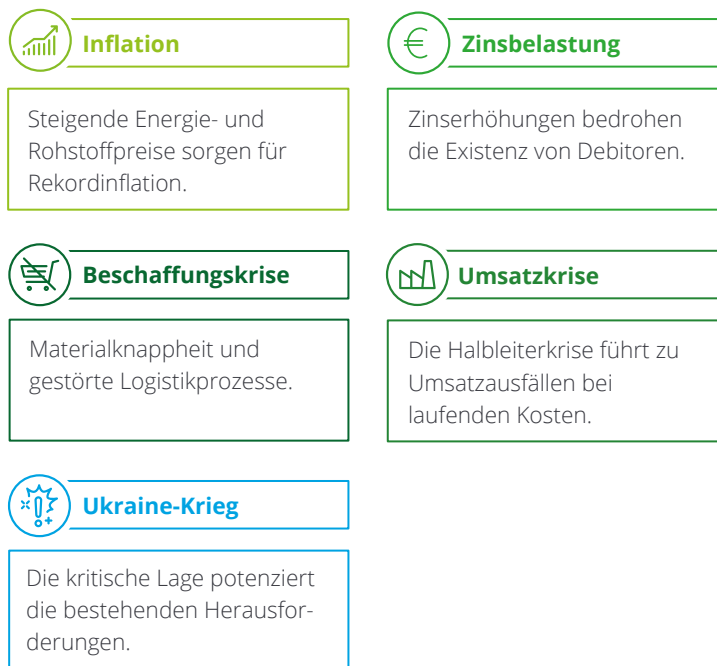 Inflation
Steigende Energie- und
Rohstoffpreise sorgen für
Rekordinflation.
Zinsbelastung
Zinserhöhungen bedrohen
die Existenz von Debitoren.
Beschaffungskrise
Materialknappheit und
gestörte Logistikprozesse.
Umsatzkrise
Die Halbleiterkrise führt zu
Umsatzausfällen bei
laufenden Kosten.
Ukraine-Krieg
Die kritische Lage potenziert
die bestehenden Herausfor-
derungen.